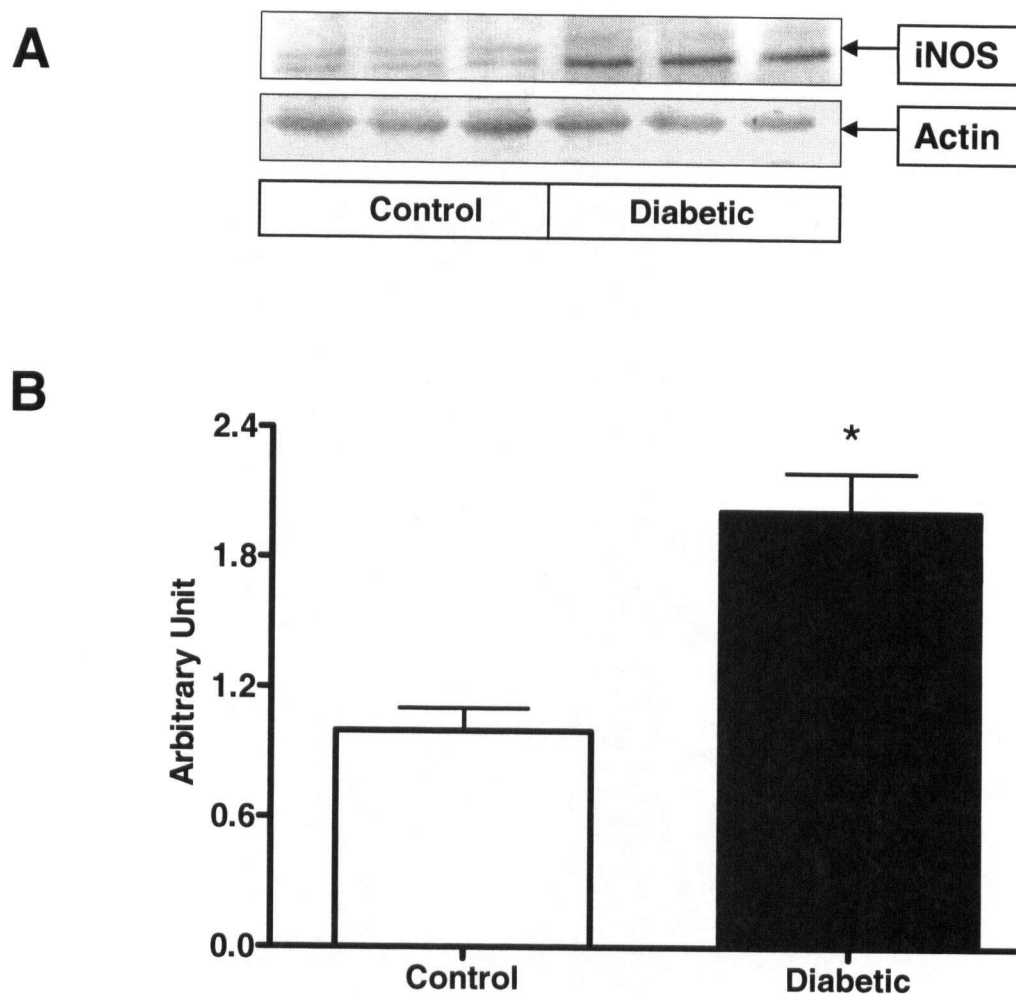 A
iNOS
Actin
Control Diabetic
B
2.4
*
1.8
Arbitrary Unit
1.2
0.6
0.0
Control Diabetic